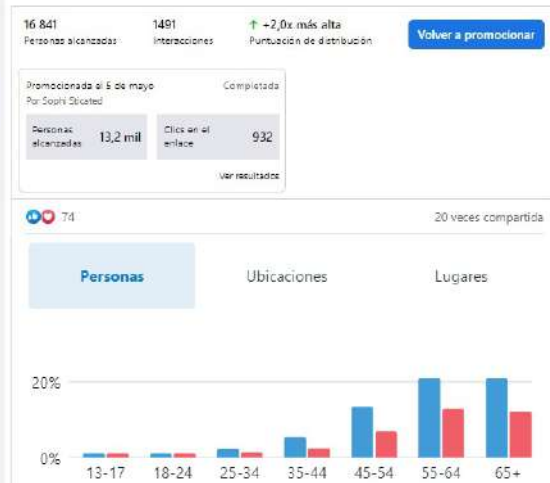 16 841
Personas alcanzadas
1491
Interacciones
↑ +2,0x más alta
Puntuación de distribución
Volver a promocionar
Promocionada el 5 de mayo
Por Sophi Sticated
Completada
Personas alcanzadas
13,2 mil
Clics en el enlace
932
Ver resultados
74
20 veces compartida
Personas
Ubicaciones
Lugares
20%
0%
13-17
18-24
25-34
35-44
45-54
55-64
65+